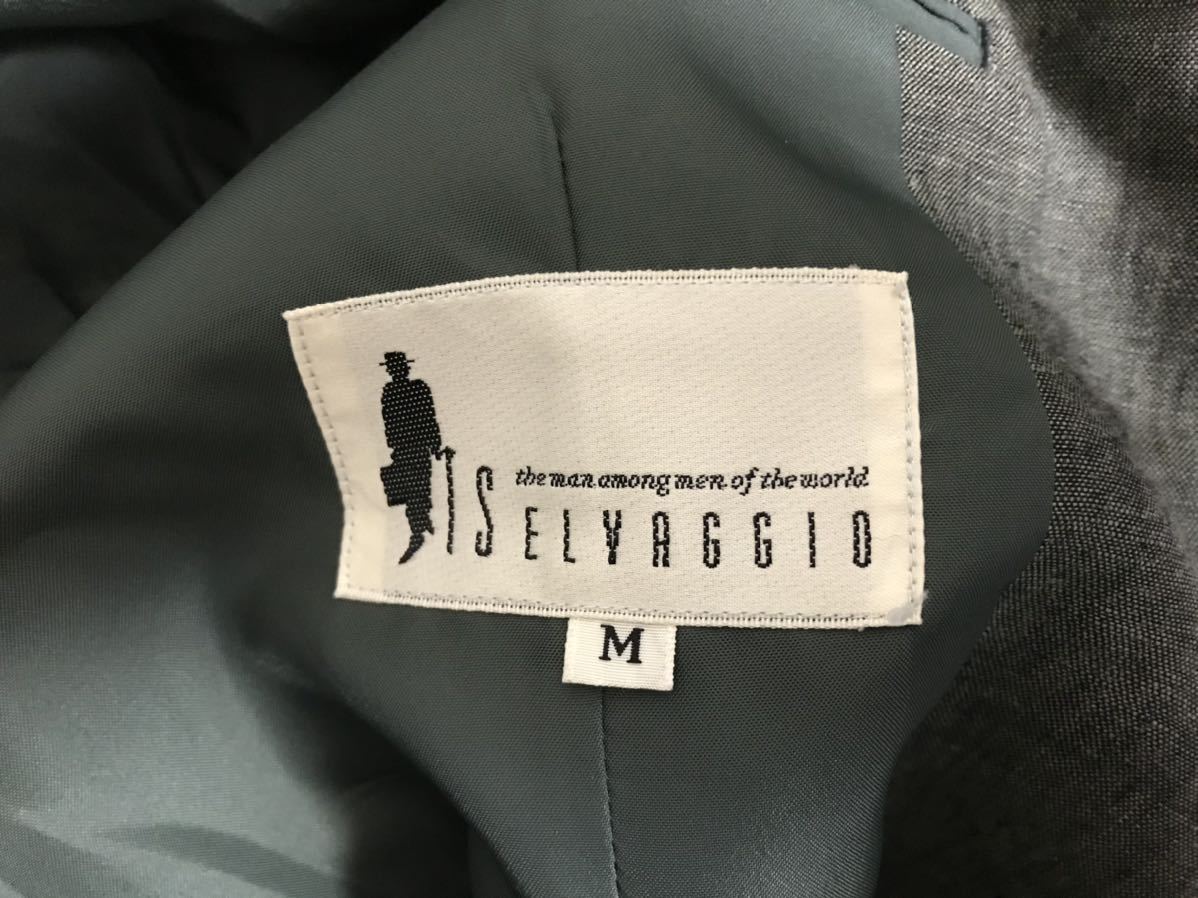 the man among men of the world
SELVAGGIO
M